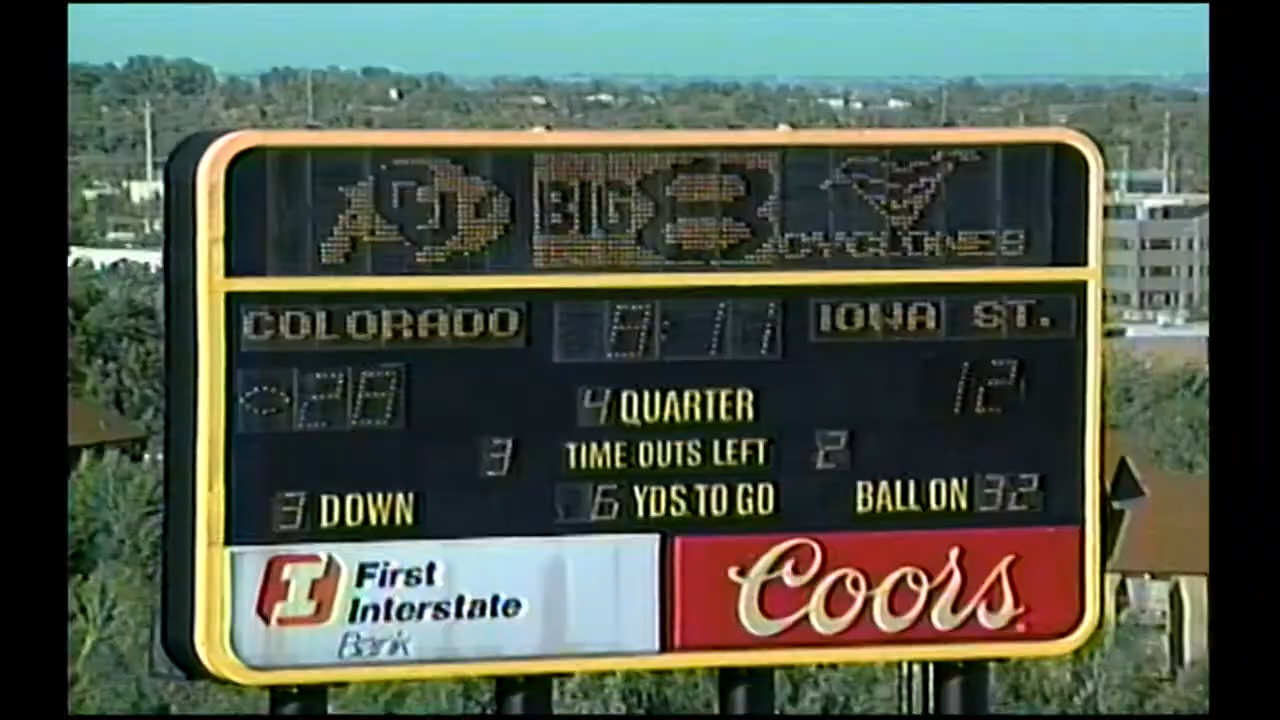 CU BIG 8 CYCLONES
COLORADO 8:11 IOWA ST.
28 4 QUARTER 12
3 TIME OUTS LEFT 2
3 DOWN 6 YDS TO GO BALL ON 32
I First Interstate Bank
Coors